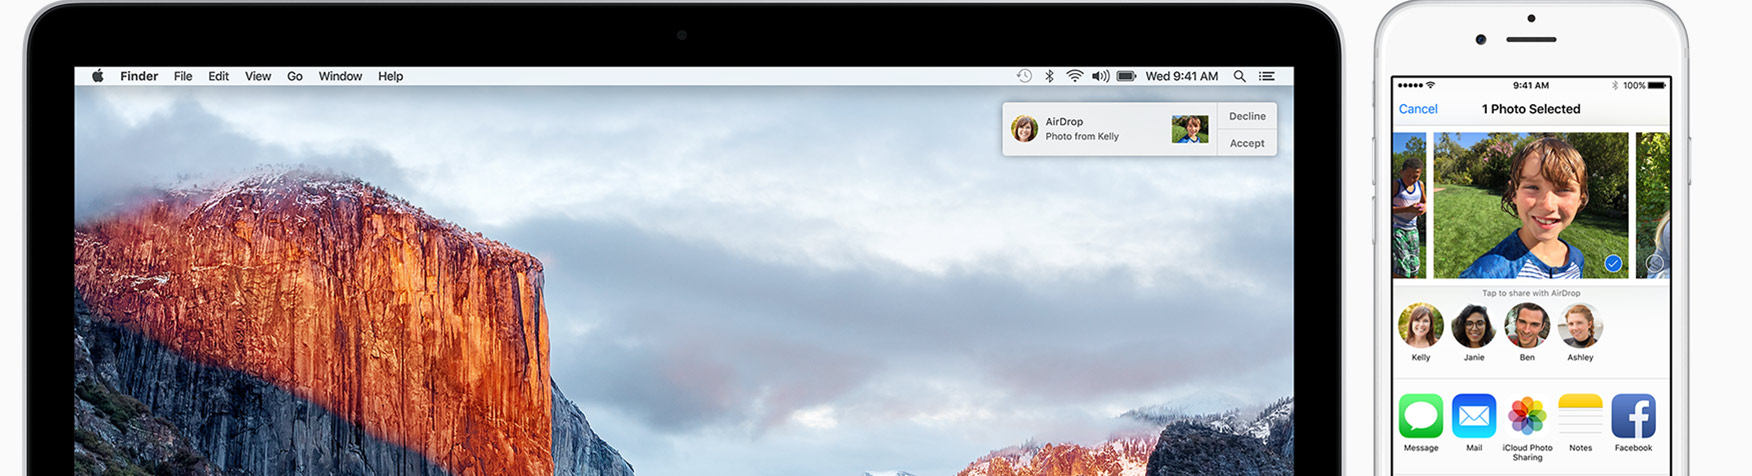 Finder File Edit View Go Window Help
Wed 9:41 AM
AirDrop
Photo from Kelly
Decline
Accept
9:41 AM
100%
Cancel
1 Photo Selected
Tap to share with AirDrop
Kelly Janie Ben Ashley
Message Mail iCloud Photo Sharing Notes Facebook